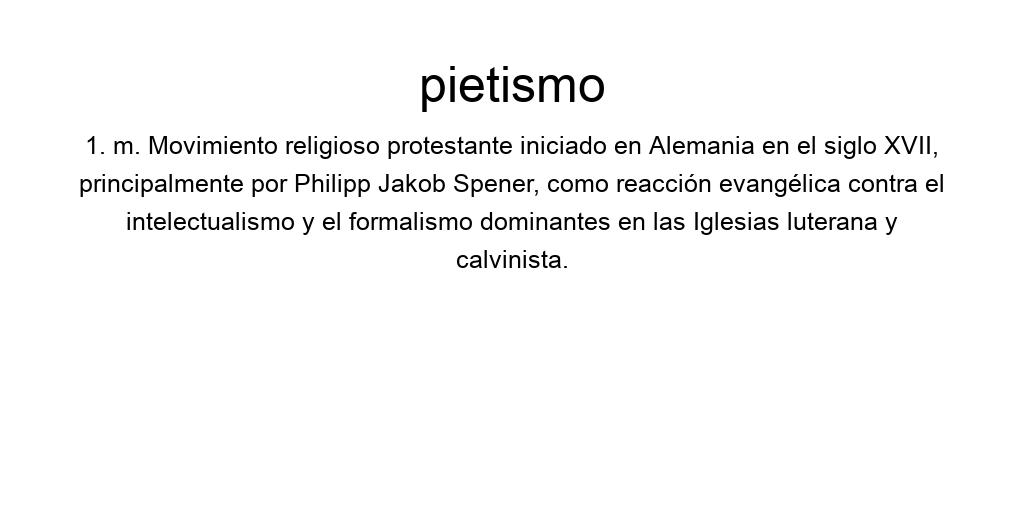 pietismo
1. m. Movimiento religioso protestante iniciado en Alemania en el siglo XVII,
principalmente por Philipp Jakob Spener, como reacción evangélica contra el
intelectualismo y el formalismo dominantes en las Iglesias luterana y
calvinista.